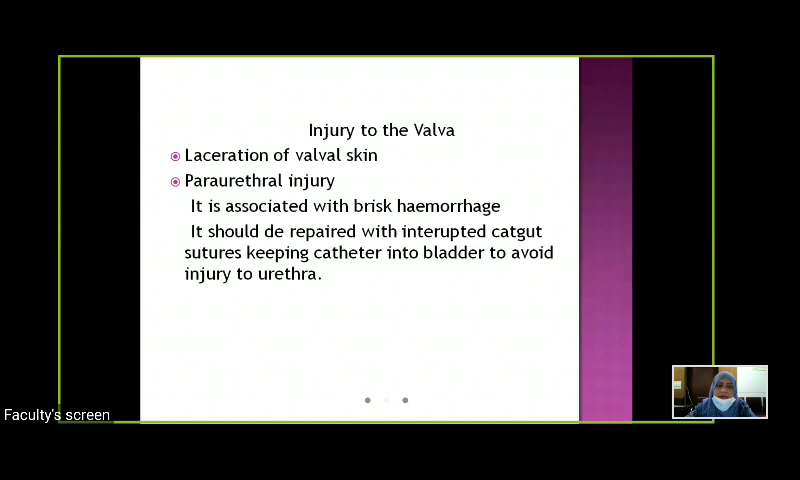 Injury to the Valva
Laceration of valval skin
Paraurethral injury
It is associated with brisk haemorrhage
It should de repaired with interupted catgut
sutures keeping catheter into bladder to avoid
injury to urethra.
Faculty's screen